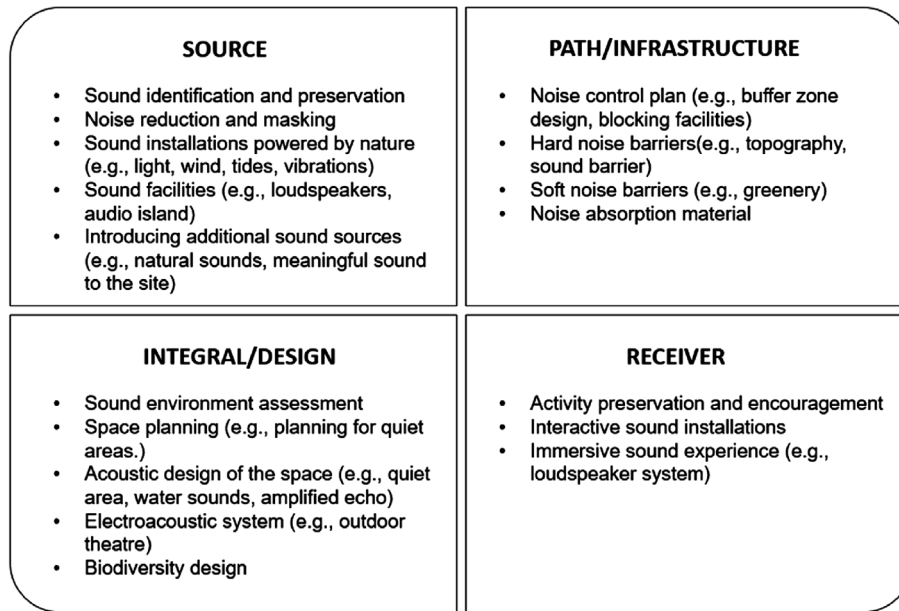 SOURCE
• Sound identification and preservation
• Noise reduction and masking
• Sound installations powered by nature
(e.g., light, wind, tides, vibrations)
• Sound facilities (e.g., loudspeakers,
audio island)
• Introducing additional sound sources
(e.g., natural sounds, meaningful sound
to the site)
PATH/INFRASTRUCTURE
• Noise control plan (e.g., buffer zone
design, blocking facilities)
• Hard noise barriers(e.g., topography,
sound barrier)
• Soft noise barriers (e.g., greenery)
• Noise absorption material
INTEGRAL/DESIGN
• Sound environment assessment
• Space planning (e.g., planning for quiet
areas.)
• Acoustic design of the space (e.g., quiet
area, water sounds, amplified echo)
• Electroacoustic system (e.g., outdoor
theatre)
• Biodiversity design
RECEIVER
• Activity preservation and encouragement
• Interactive sound installations
• Immersive sound experience (e.g.,
loudspeaker system)